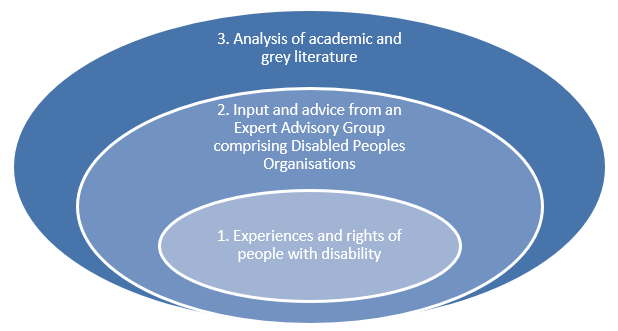 3. Analysis of academic and
grey literature
2. Input and advice from an
Expert Advisory Group
comprising Disabled Peoples
Organisations
1. Experiences and rights of
people with disability